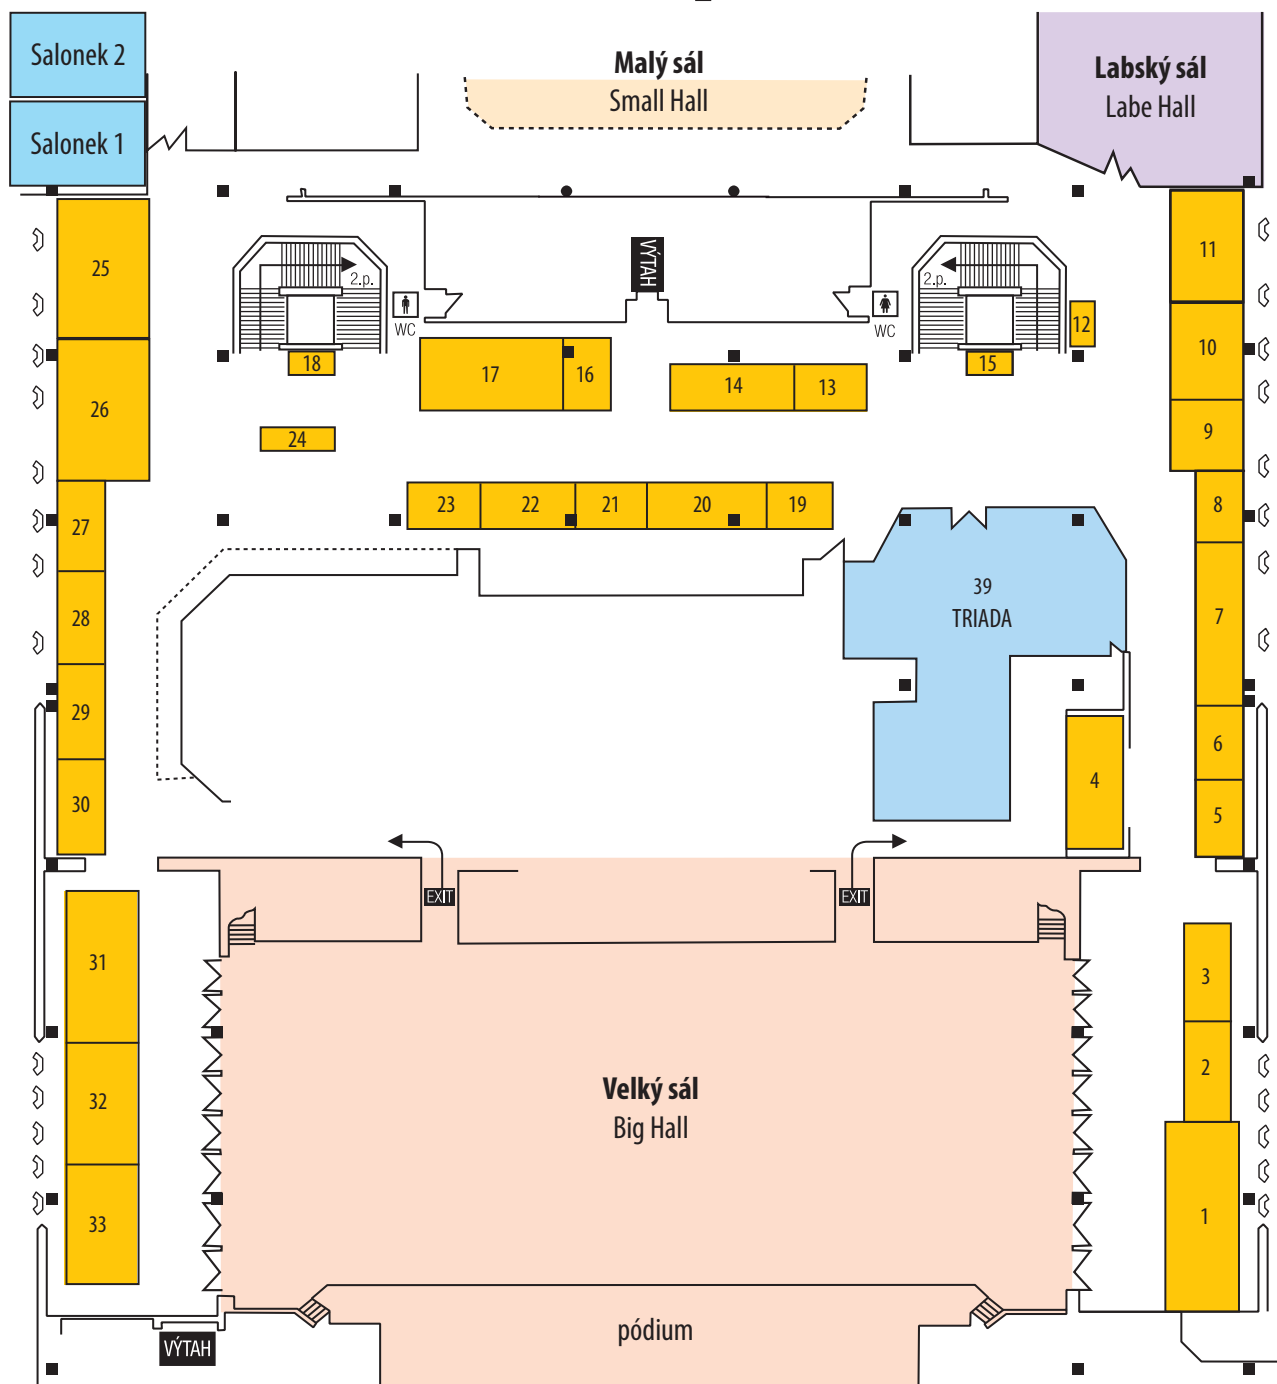 Salonek 2
Malý sál
Small Hall
Labský sál
Labe Hall
Salonek 1
25
VÝTAH
11
2.p.
2.p.
WC
WC
12
10
18
17
16
14
13
15
26
24
9
23
22
21
20
19
8
27
39
TRIADA
28
7
29
6
4
30
5
EXIT
EXIT
31
3
2
32
Velký sál
Big Hall
33
1
pódium
VÝTAH